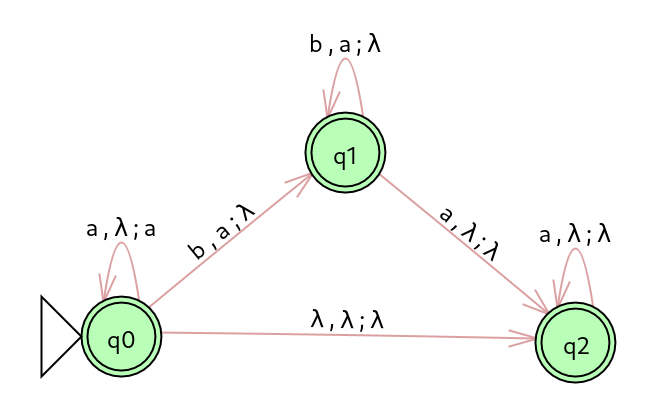 b , a ; λ
q1
a , λ ; a
b , a ; λ
a , λ ; λ
a , λ ; λ
q0
λ , λ ; λ
q2